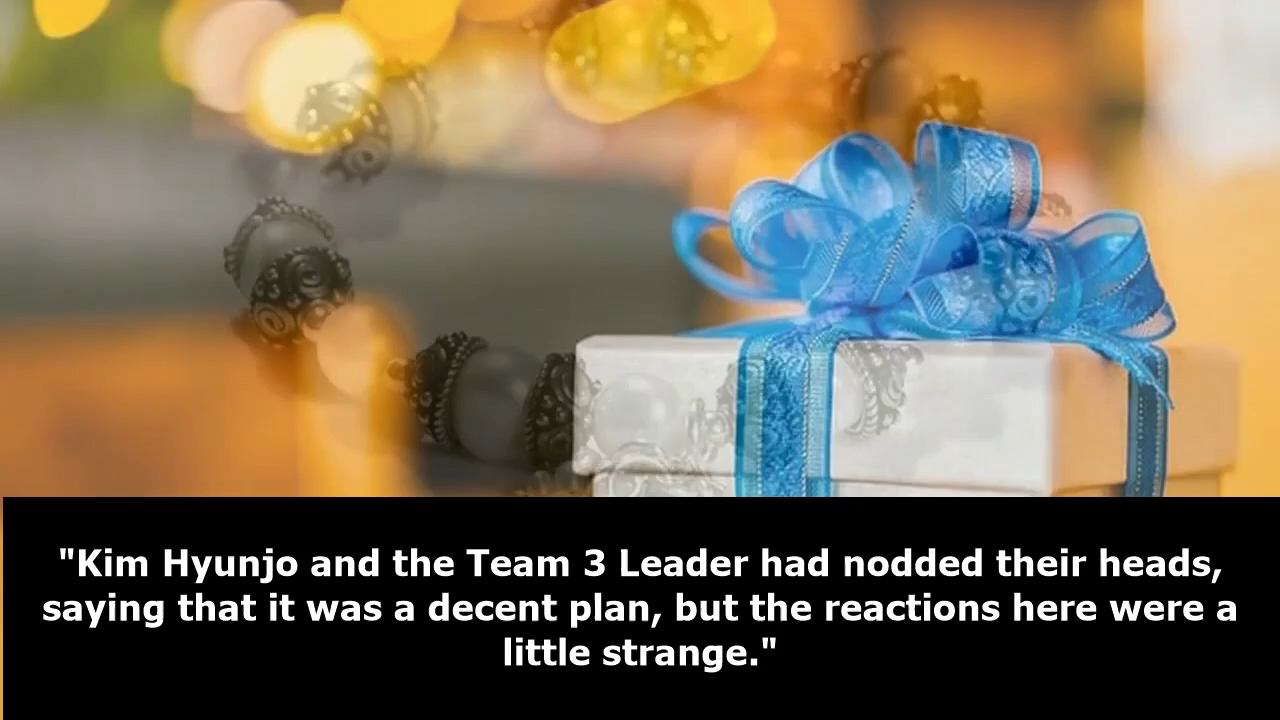 "Kim Hyunjo and the Team 3 Leader had nodded their heads,
saying that it was a decent plan, but the reactions here were a
little strange."